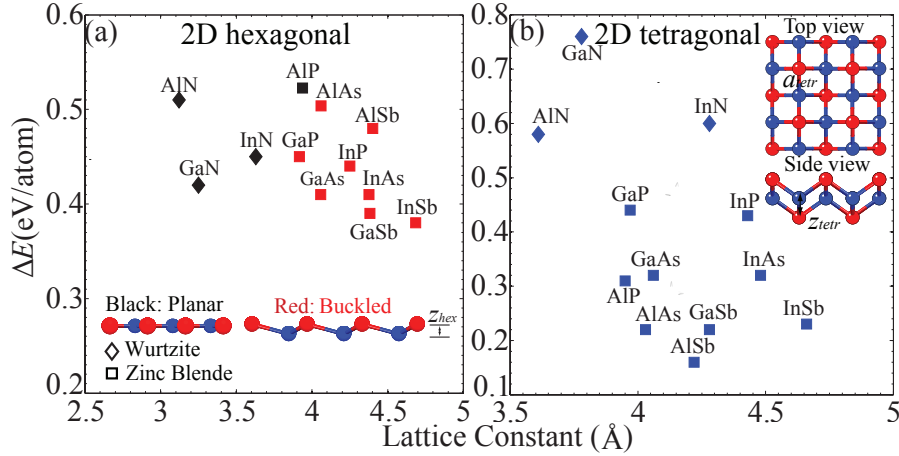 (a)
2D hexagonal
ΔE(eV/atom)
0.6
0.5
0.4
0.3
0.2
AlN
GaN
InN
AlP
AlAs
AlSb
GaP
InP
GaAs
InAs
GaSb
InSb
Black: Planar
Red: Buckled
z_hex
Wurtzite
Zinc Blende
2.5
3
3.5
4
4.5
5
(b)
2D tetragonal
0.8
0.7
0.6
0.5
0.4
0.3
0.2
0.1
GaN
AlN
InN
GaP
InP
GaAs
InAs
AlP
AlAs
GaSb
InSb
AlSb
Top view
a_tetr
Side view
z_tetr
3.5
4
4.5
5
Lattice Constant (Å)